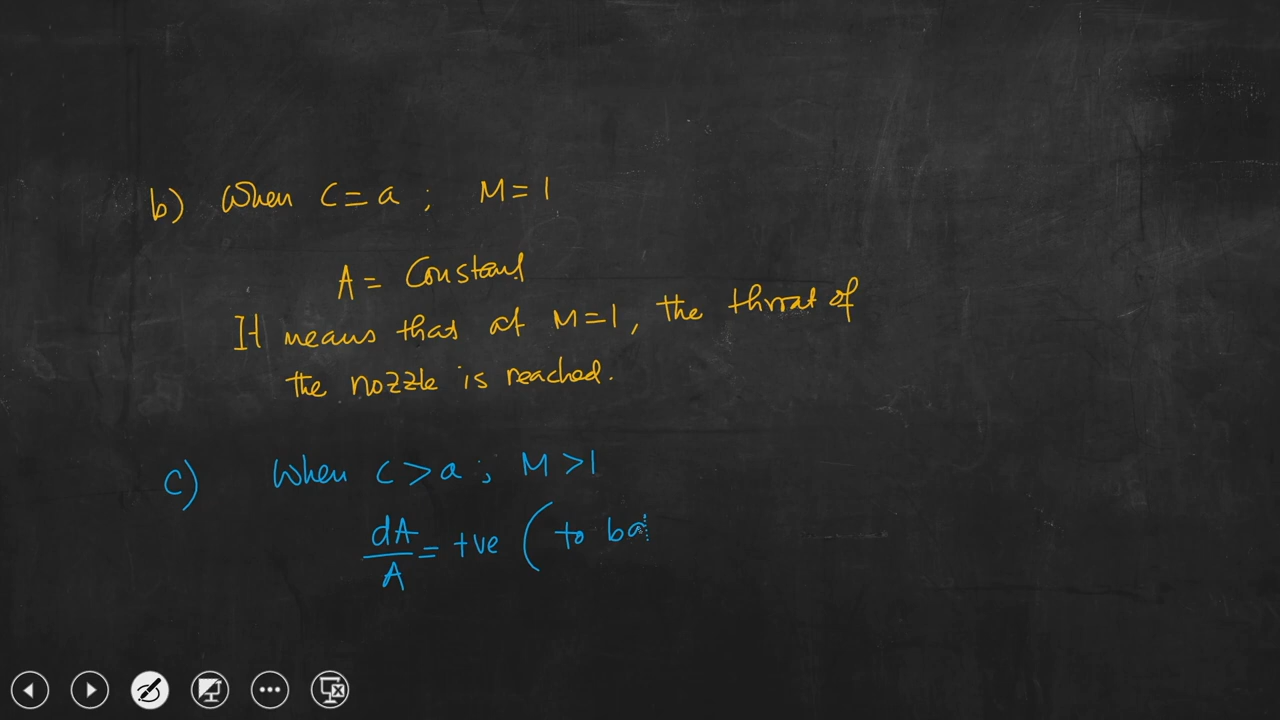 b) When C = a ; M = 1
A = Constant
It means that at M=1, the throat of
the nozzle is reached.
c) When C > a ; M > 1
dA/A = +ve ( to ba